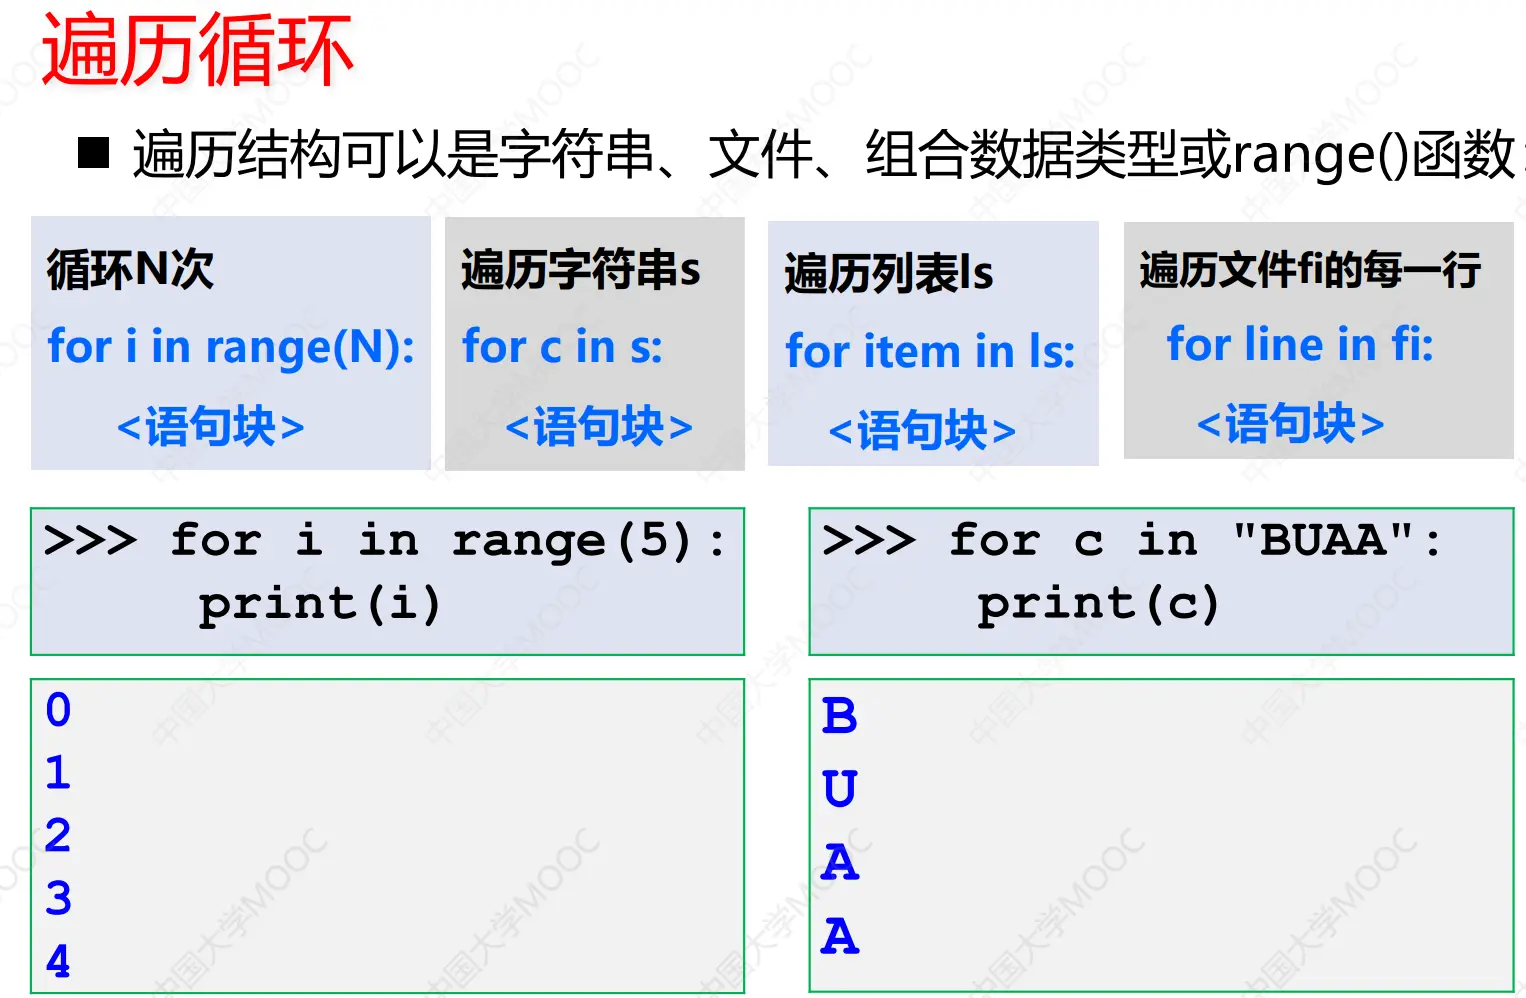 遍历循环
■ 遍历结构可以是字符串、文件、组合数据类型或range()函数:
循环N次
for i in range(N):
<语句块>
遍历字符串s
for c in s:
<语句块>
遍历列表ls
for item in ls:
<语句块>
遍历文件fi的每一行
for line in fi:
<语句块>
>>> for i in range(5):
print(i)
0
1
2
3
4
>>> for c in "BUAA":
print(c)
B
U
A
A
中国大学MOOC